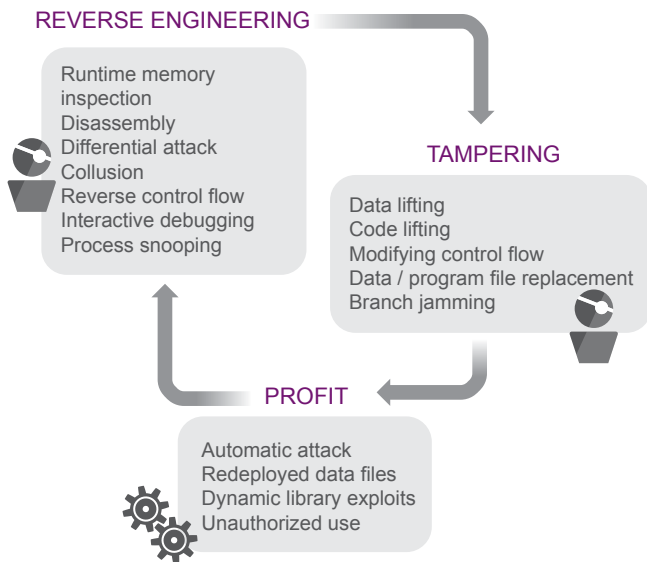 REVERSE ENGINEERING
Runtime memory
inspection
Disassembly
Differential attack
Collusion
Reverse control flow
Interactive debugging
Process snooping
TAMPERING
Data lifting
Code lifting
Modifying control flow
Data / program file replacement
Branch jamming
PROFIT
Automatic attack
Redeployed data files
Dynamic library exploits
Unauthorized use